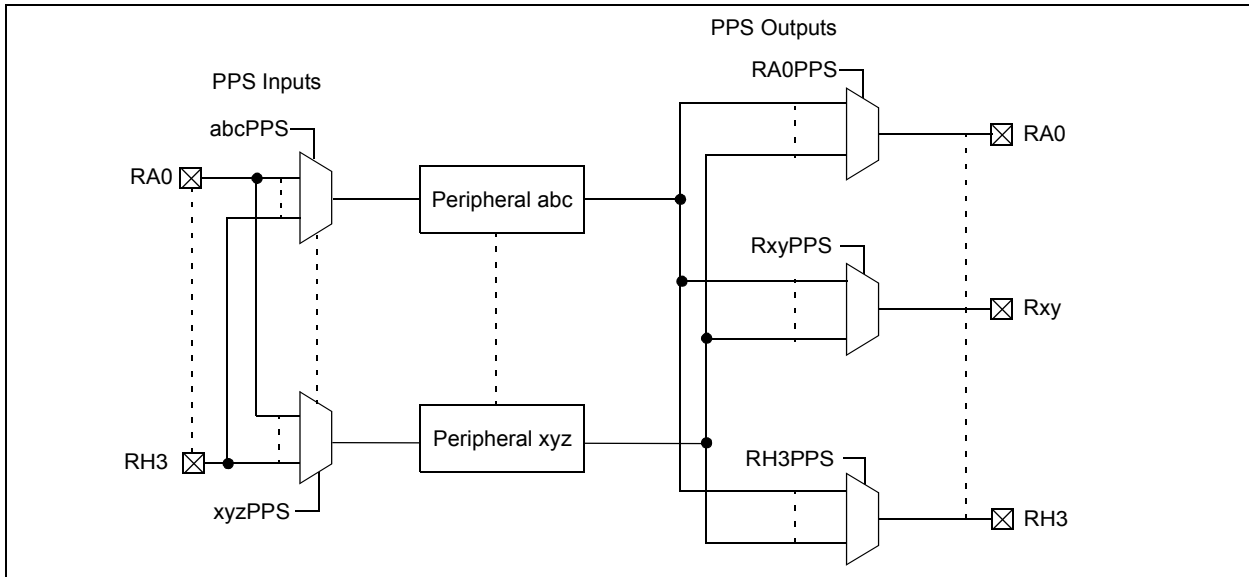 PPS Outputs
RA0PPS
PPS Inputs
abcPPS
RA0
RA0
Peripheral abc
RxyPPS
Rxy
Peripheral xyz
RH3
RH3PPS
xyzPPS
RH3